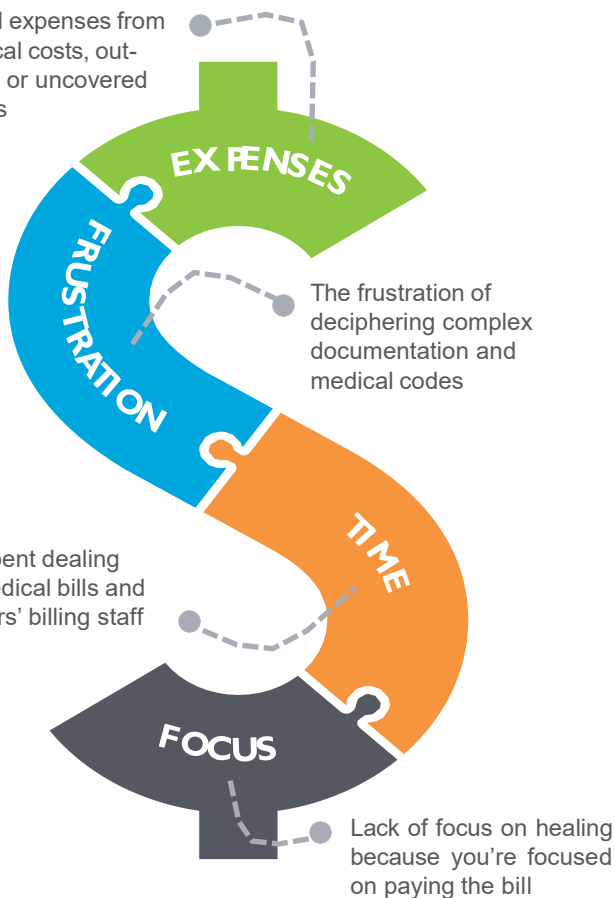 l expenses from
cal costs, out-
or uncovered
s
EXPENSES
FRUSTRATION
The frustration of
deciphering complex
documentation and
medical codes
TIME
ent dealing
edical bills and
rs’ billing staff
FOCUS
Lack of focus on healing
because you’re focused
on paying the bill